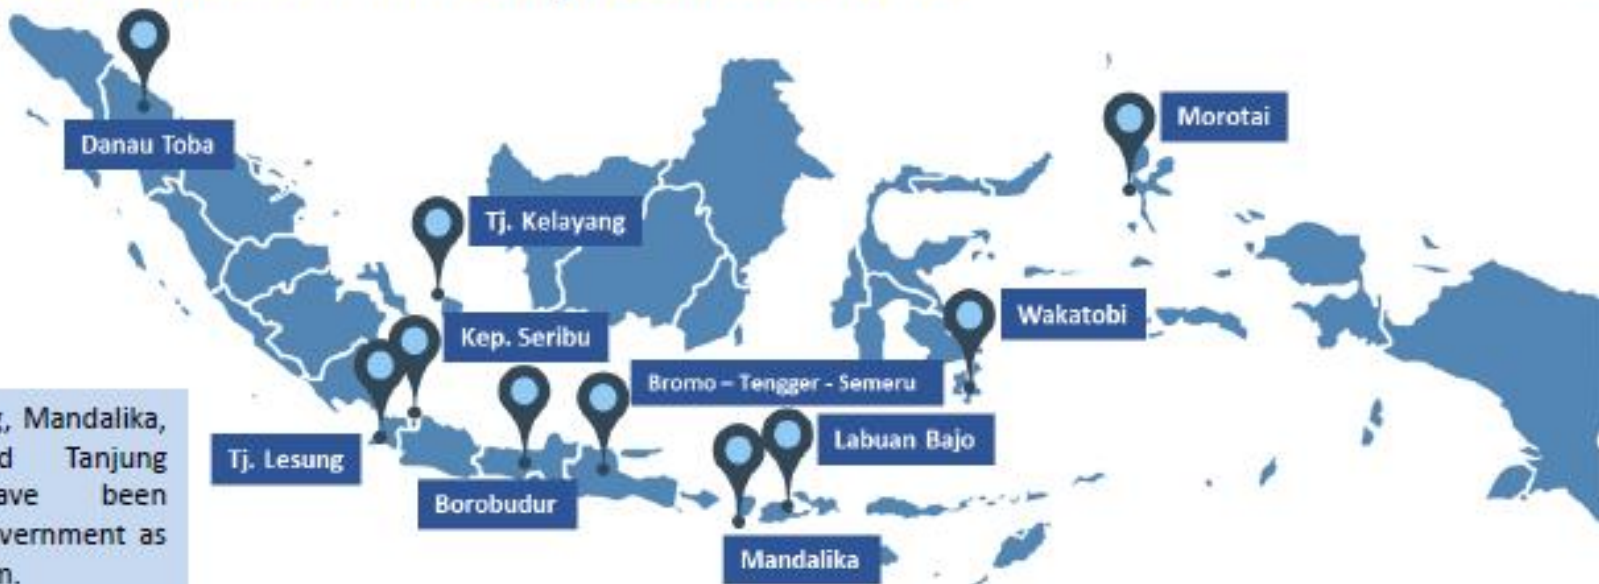 Danau Toba
Morotai
Tj. Kelayang
Wakatobi
Kep. Seribu
Bromo – Tengger - Semeru
Labuan Bajo
Tj. Lesung
Borobudur
Mandalika
, Mandalika,
Tanjung
been
as